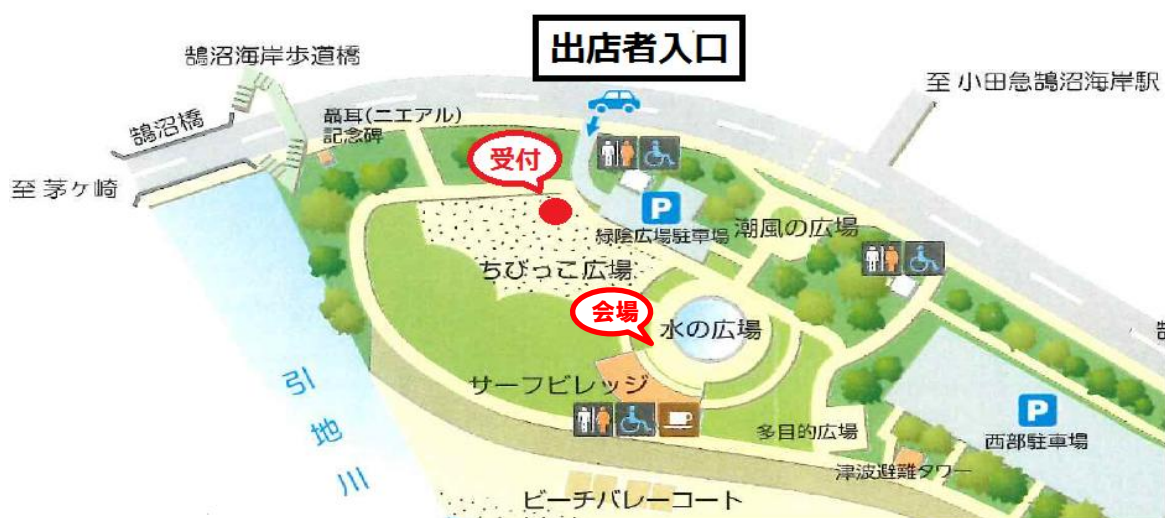 出店者入口
鵠沼海岸歩道橋
至 小田急鵠沼海岸駅
鵠沼橋
聶耳(ニエアル)
記念碑
受付
至 茅ヶ崎
P
緑陰広場駐車場
潮風の広場
ちびっこ広場
会場
水の広場
サーフビレッジ
引地川
P
多目的広場
西部駐車場
津波避難タワー
ビーチバレーコート